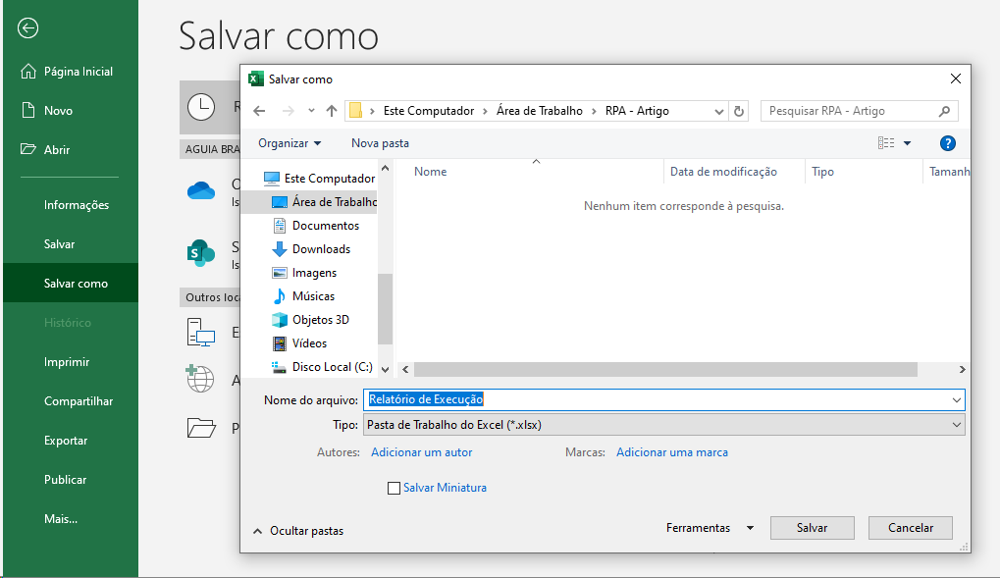 Salvar como
Página Inicial
Novo
Abrir
Informações
Salvar
Salvar como
Histórico
Imprimir
Compartilhar
Exportar
Publicar
Mais...
AGUIA BRA
Outros loca
Salvar como
Este Computador > Área de Trabalho > RPA - Artigo
Pesquisar RPA - Artigo
Organizar Nova pasta
Nome Data de modificação Tipo Tamanh
Nenhum item corresponde à pesquisa.
Este Computador
Área de Trabalho
Documentos
Downloads
Imagens
Músicas
Objetos 3D
Vídeos
Disco Local (C:)
Nome do arquivo: Relatório de Execução
Tipo: Pasta de Trabalho do Excel (*.xlsx)
Autores: Adicionar um autor Marcas: Adicionar uma marca
Salvar Miniatura
Ocultar pastas Ferramentas Salvar Cancelar